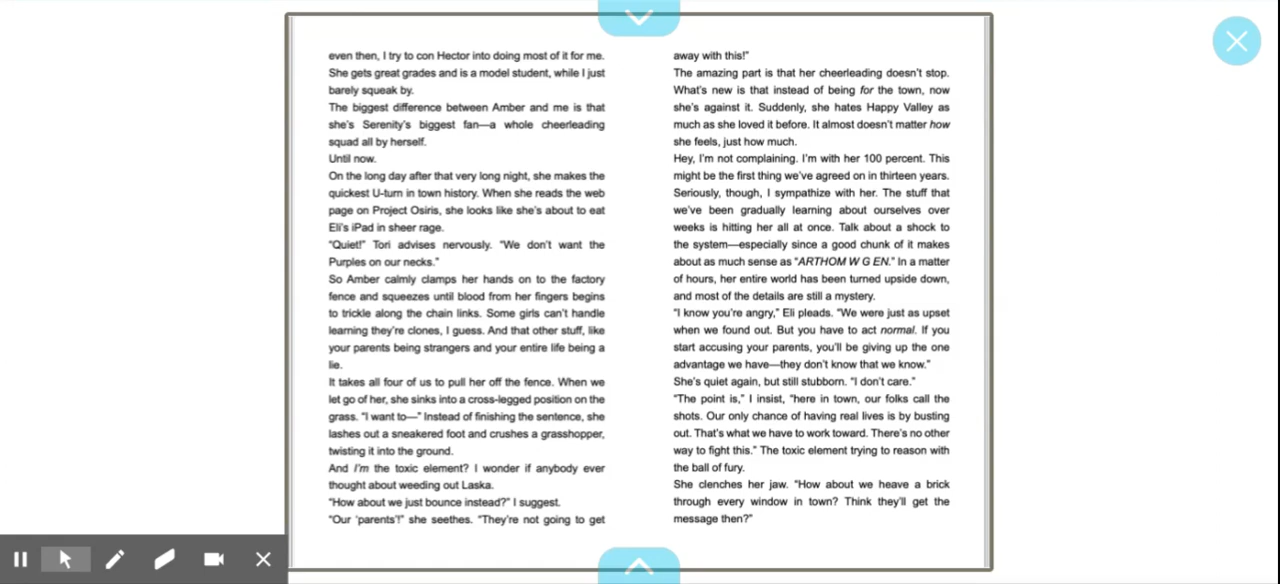 even then, I try to con Hector into doing most of it for me.
She gets great grades and is a model student, while I just
barely squeak by.
The biggest difference between Amber and me is that
she's Serenity's biggest fan—a whole cheerleading
squad all by herself.
Until now.
On the long day after that very long night, she makes the
quickest U-turn in town history. When she reads the web
page on Project Osiris, she looks like she's about to eat
Eli's iPad in sheer rage.
"Quiet!" Tori advises nervously. "We don't want the
Purples on our necks."
So Amber calmly clamps her hands on to the factory
fence and squeezes until blood from her fingers begins
to trickle along the chain links. Some girls can't handle
learning they're clones, I guess. And that other stuff, like
your parents being strangers and your entire life being a
lie.
It takes all four of us to pull her off the fence. When we
let go of her, she sinks into a cross-legged position on the
grass. "I want to—" Instead of finishing the sentence, she
lashes out a sneakered foot and crushes a grasshopper,
twisting it into the ground.
And I'm the toxic element? I wonder if anybody ever
thought about weeding out Laska.
"How about we just bounce instead?" I suggest.
"Our 'parents'!" she seethes. "They're not going to get
away with this!"
The amazing part is that her cheerleading doesn't stop.
What's new is that instead of being for the town, now
she's against it. Suddenly, she hates Happy Valley as
much as she loved it before. It almost doesn't matter how
she feels, just how much.
Hey, I'm not complaining. I'm with her 100 percent. This
might be the first thing we've agreed on in thirteen years.
Seriously, though, I sympathize with her. The stuff that
we've been gradually learning about ourselves over
weeks is hitting her all at once. Talk about a shock to
the system—especially since a good chunk of it makes
about as much sense as "ARTHOM W G EN." In a matter
of hours, her entire world has been turned upside down,
and most of the details are still a mystery.
"I know you're angry," Eli pleads. "We were just as upset
when we found out. But you have to act normal. If you
start accusing your parents, you'll be giving up the one
advantage we have—they don't know that we know."
She's quiet again, but still stubborn. "I don't care."
"The point is," I insist, "here in town, our folks call the
shots. Our only chance of having real lives is by busting
out. That's what we have to work toward. There's no other
way to fight this." The toxic element trying to reason with
the ball of fury.
She clenches her jaw. "How about we heave a brick
through every window in town? Think they'll get the
message then?"